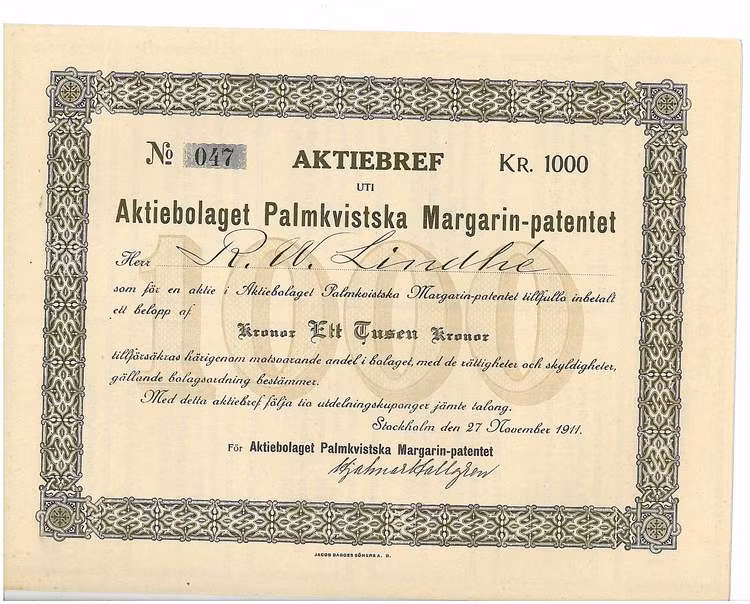 No 047 AKTIEBREF KR. 1000
UTI
Aktiebolaget Palmkvistska Margarin-patentet
Herr R. W. Lindhé
som för en aktie i Aktiebolaget Palmkvistska Margarin-patentet tillfullo inbetalt
ett belopp af
Kronor Ett Tusen Kronor
tillförsäkras härigenom motsvarande andel i bolaget, med de rättigheter och skyldigheter,
gällande bolagsordning bestämmer.
Med detta aktiebref följa tio utdelningskuponger jämte talong.
Stockholm den 27 November 1911.
För Aktiebolaget Palmkvistska Margarin-patentet
Hjalmar Hallgren
JACOB BAGGES SÖNERS A. B.
1000